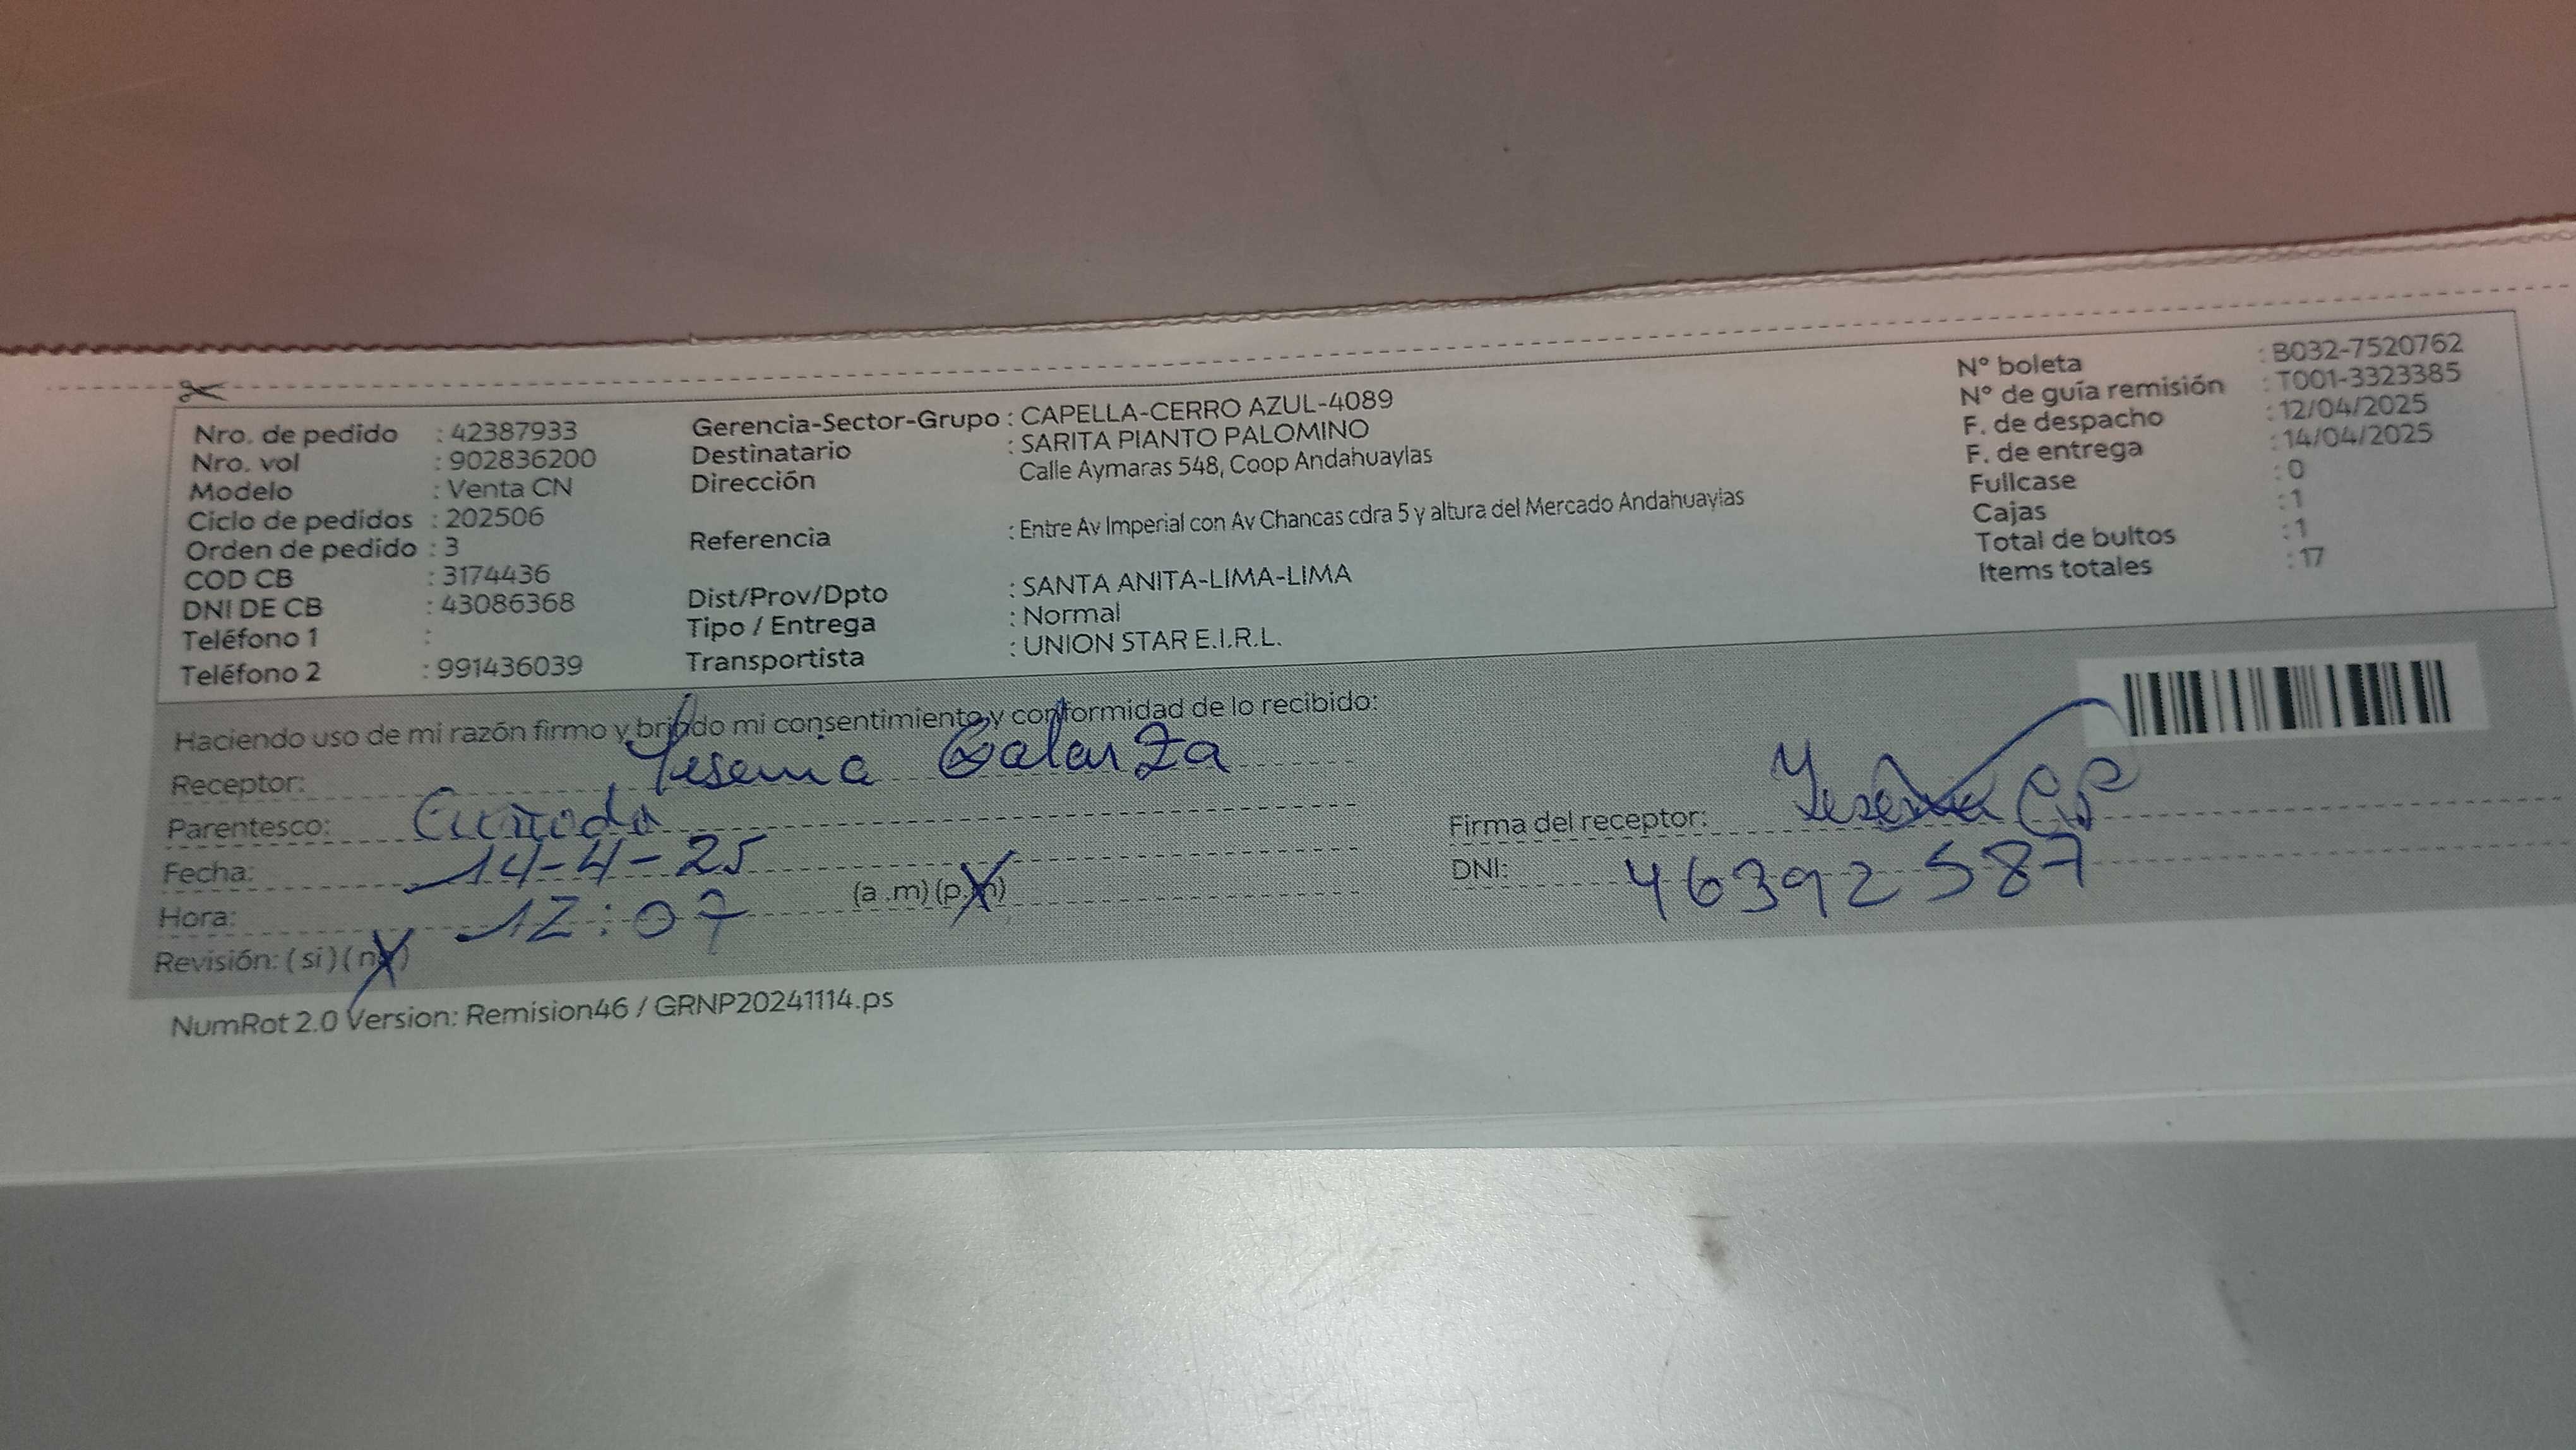 Nro. de pedido : 42387933
Nro. vol : 902836200
Modelo : Venta CN
Ciclo de pedidos : 202506
Orden de pedido : 3
COD CB : 3174436
DNI DE CB : 43086368
Teléfono 1 :
Teléfono 2 : 991436039
Gerencia-Sector-Grupo : CAPELLA-CERRO AZUL-4089
Destinatario : SARITA PIANTO PALOMINO
Dirección Calle Aymaras 548, Coop Andahuaylas
Referencia : Entre Av Imperial con Av Chancas cdra 5 y altura del Mercado Andahuaylas
Dist/Prov/Dpto : SANTA ANITA-LIMA-LIMA
Tipo / Entrega : Normal
Transportista : UNION STAR E.I.R.L.
N° boleta : B032-7520762
N° de guía remisión : T001-3323385
F. de despacho : 12/04/2025
F. de entrega : 14/04/2025
Fullcase : 0
Cajas : 1
Total de bultos : 1
Items totales : 17
Haciendo uso de mi razón firmo y brindo mi consentimiento y conformidad de lo recibido:
Receptor: Yesenia Galarza
Parentesco: Cuñada
Fecha: 14-4-25
Hora: 12:07 (a .m) (p.m)
Revisión: ( si ) ( no )
Firma del receptor: Yesenia G.P
DNI: 46392587
NumRot 2.0 Version: Remision46 / GRNP20241114.ps